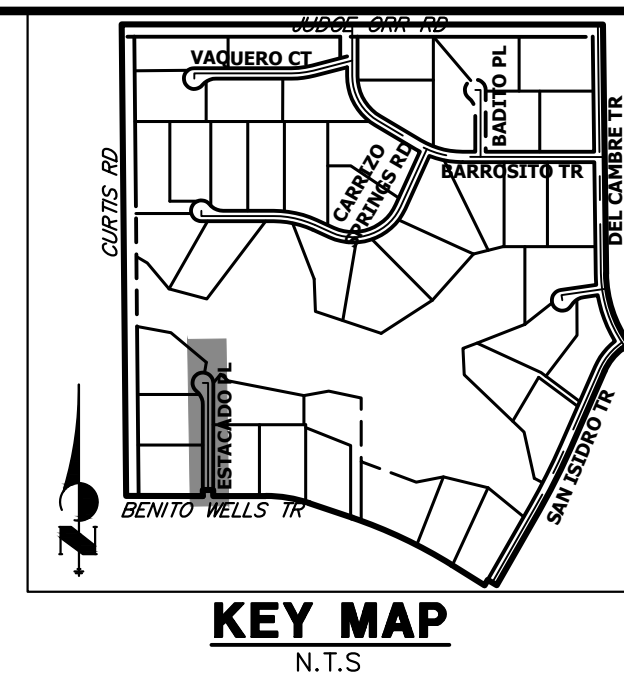 JUDGE ORR RD
VAQUERO CT
BADITO PL
CURTIS RD
CARRIZO
SPRINGS RD
BARROSITO TR
DEL CAMBRE TR
ESTACADO PL
SAN ISIDRO TR
BENITO WELLS TR
N
KEY MAP
N.T.S